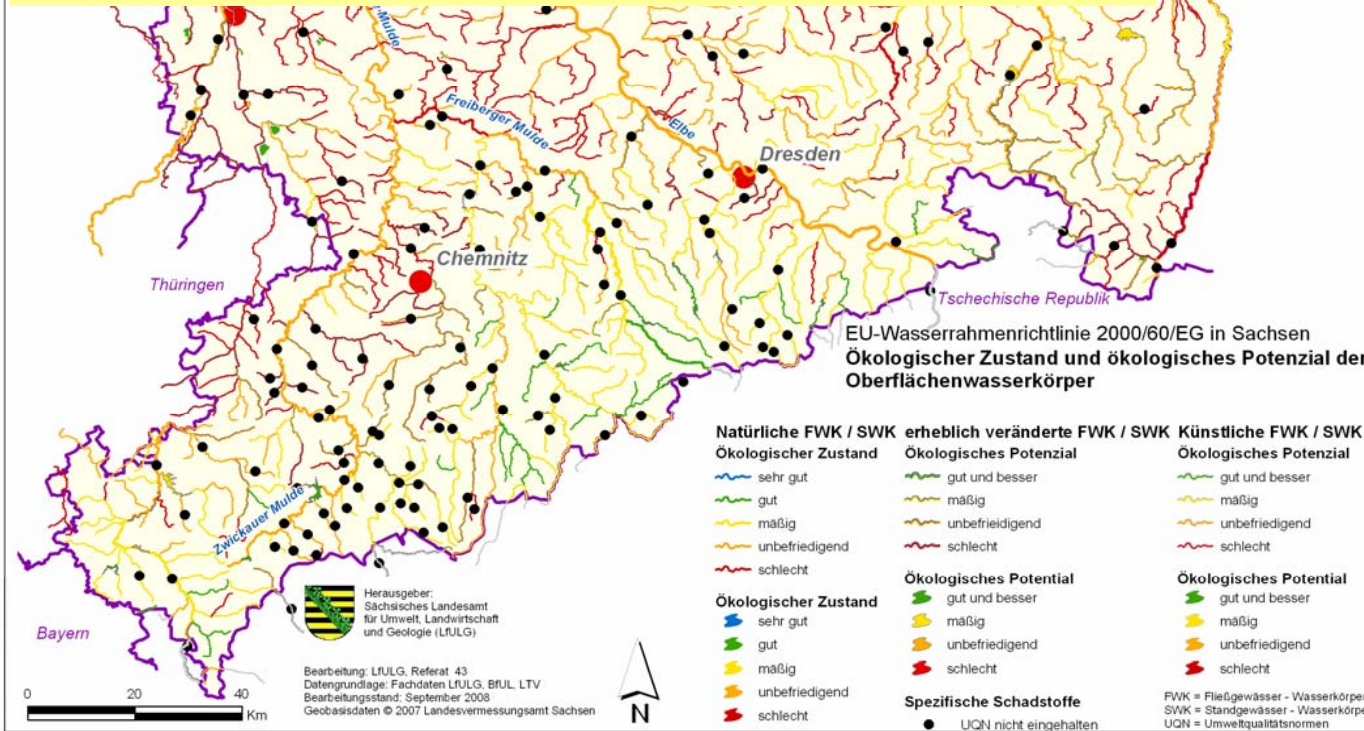 -Mulde
Freiberger Mulde
Elbe
Dresden
Chemnitz
Thüringen
Tschechische Republik
Zwickauer Mulde
Bayern
EU-Wasserrahmenrichtlinie 2000/60/EG in Sachsen
Ökologischer Zustand und ökologisches Potenzial der
Oberflächenwasserkörper
Natürliche FWK / SWK
Ökologischer Zustand
sehr gut
gut
mäßig
unbefriedigend
schlecht
Ökologischer Zustand
sehr gut
gut
mäßig
unbefriedigend
schlecht
erheblich veränderte FWK / SWK
Ökologisches Potenzial
gut und besser
mäßig
unbefrieidigend
schlecht
Ökologisches Potential
gut und besser
mäßig
unbefriedigend
schlecht
Spezifische Schadstoffe
UQN nicht eingehalten
Künstliche FWK / SWK
Ökologisches Potenzial
gut und besser
mäßig
unbefriedigend
schlecht
Ökologisches Potential
gut und besser
mäßig
unbefriedigend
schlecht
FWK = Fließgewässer - Wasserkörper
SWK = Standgewässer - Wasserkörper
UQN = Umweltqualitätsnormen
Herausgeber:
Sächsisches Landesamt
für Umwelt, Landwirtschaft
und Geologie (LfULG)
Bearbeitung: LfULG, Referat 43
Datengrundlage: Fachdaten LfULG, BfUL, LTV
Bearbeitungsstand: September 2008
Geobasisdaten © 2007 Landesvermessungsamt Sachsen
0 20 40
Km
N